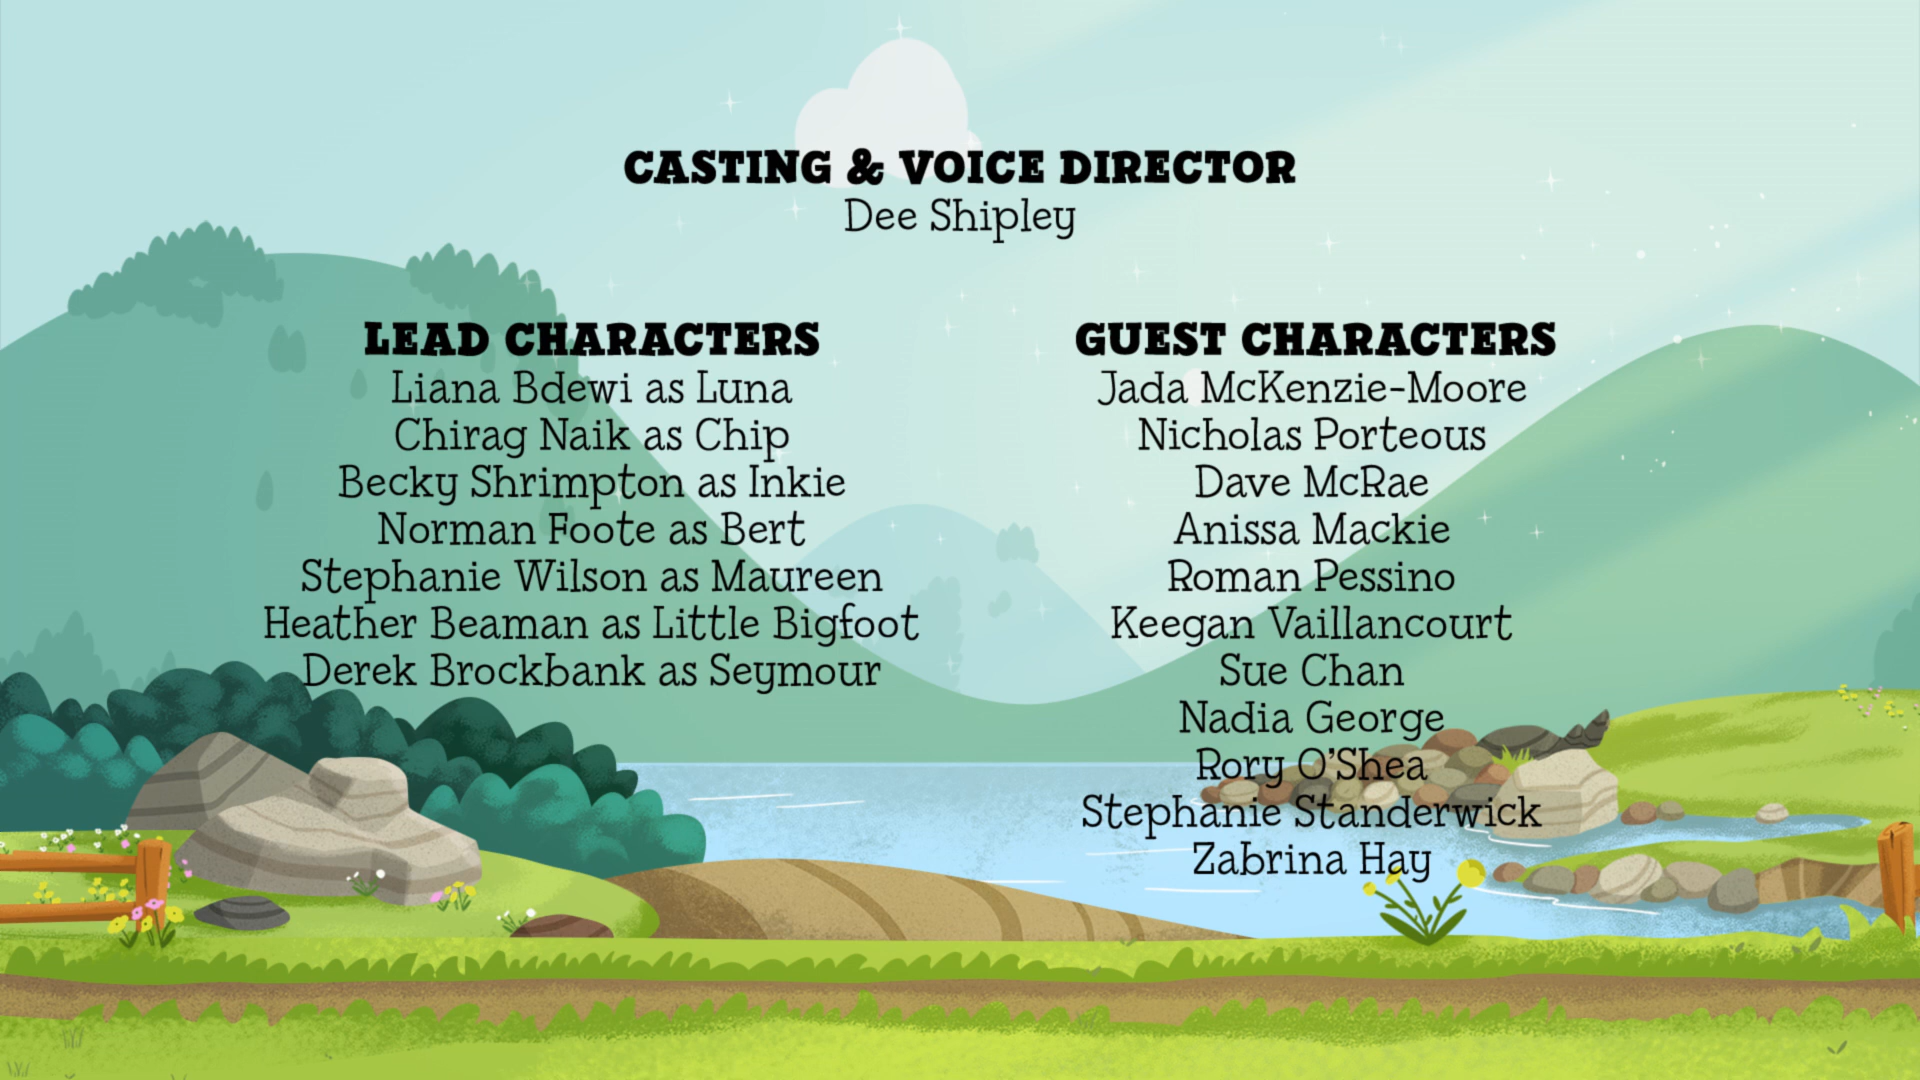 CASTING & VOICE DIRECTOR
Dee Shipley
LEAD CHARACTERS
Liana Bdewi as Luna
Chirag Naik as Chip
Becky Shrimpton as Inkie
Norman Foote as Bert
Stephanie Wilson as Maureen
Heather Beaman as Little Bigfoot
Derek Brockbank as Seymour
GUEST CHARACTERS
Jada McKenzie-Moore
Nicholas Porteous
Dave McRae
Anissa Mackie
Roman Pessino
Keegan Vaillancourt
Sue Chan
Nadia George
Rory O'Shea
Stephanie Standerwick
Zabrina Hay